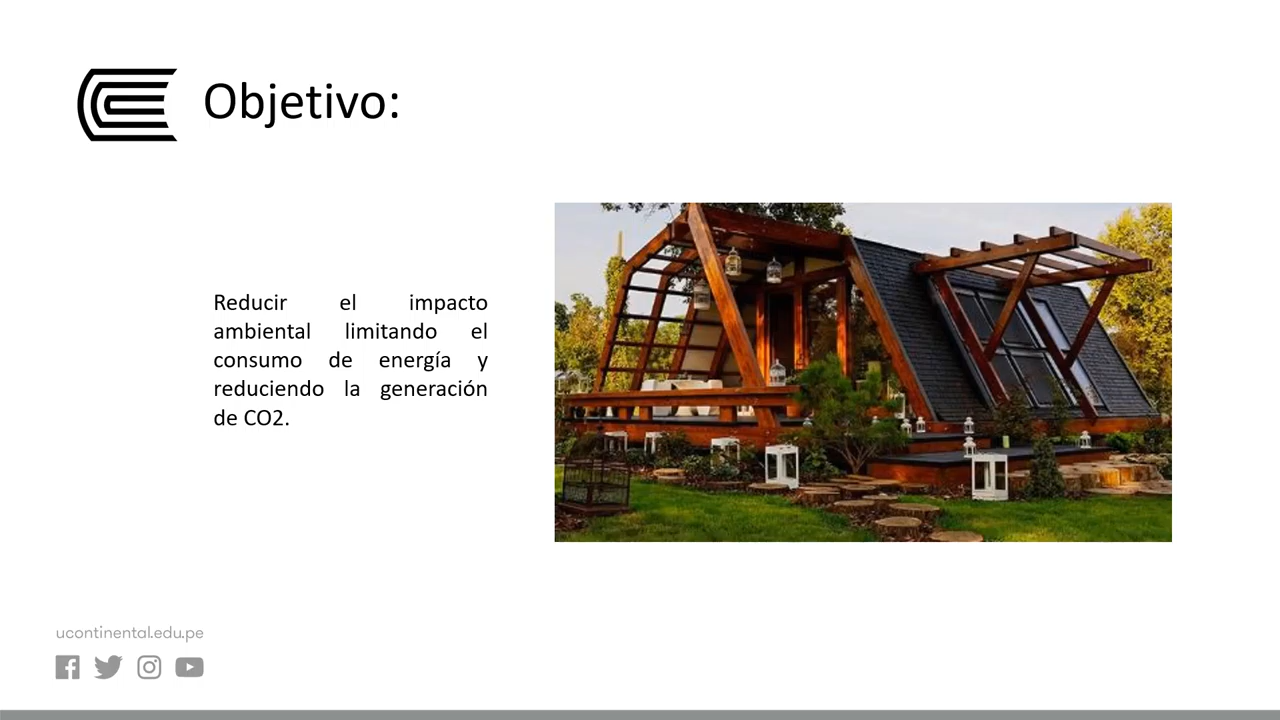 Objetivo:
Reducir el impacto
ambiental limitando el
consumo de energía y
reduciendo la generación
de CO2.
ucontinental.edu.pe